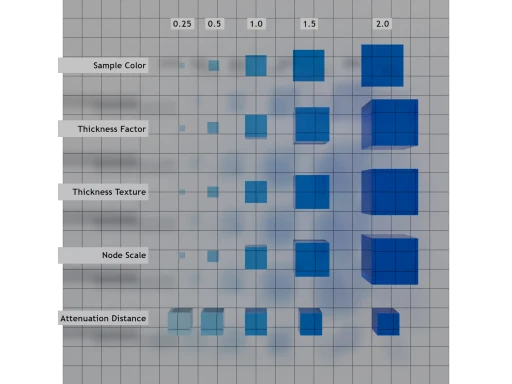 0.25 0.5 1.0 1.5 2.0
Sample Color
Thickness Factor
Thickness Texture
Node Scale
Attenuation Distance